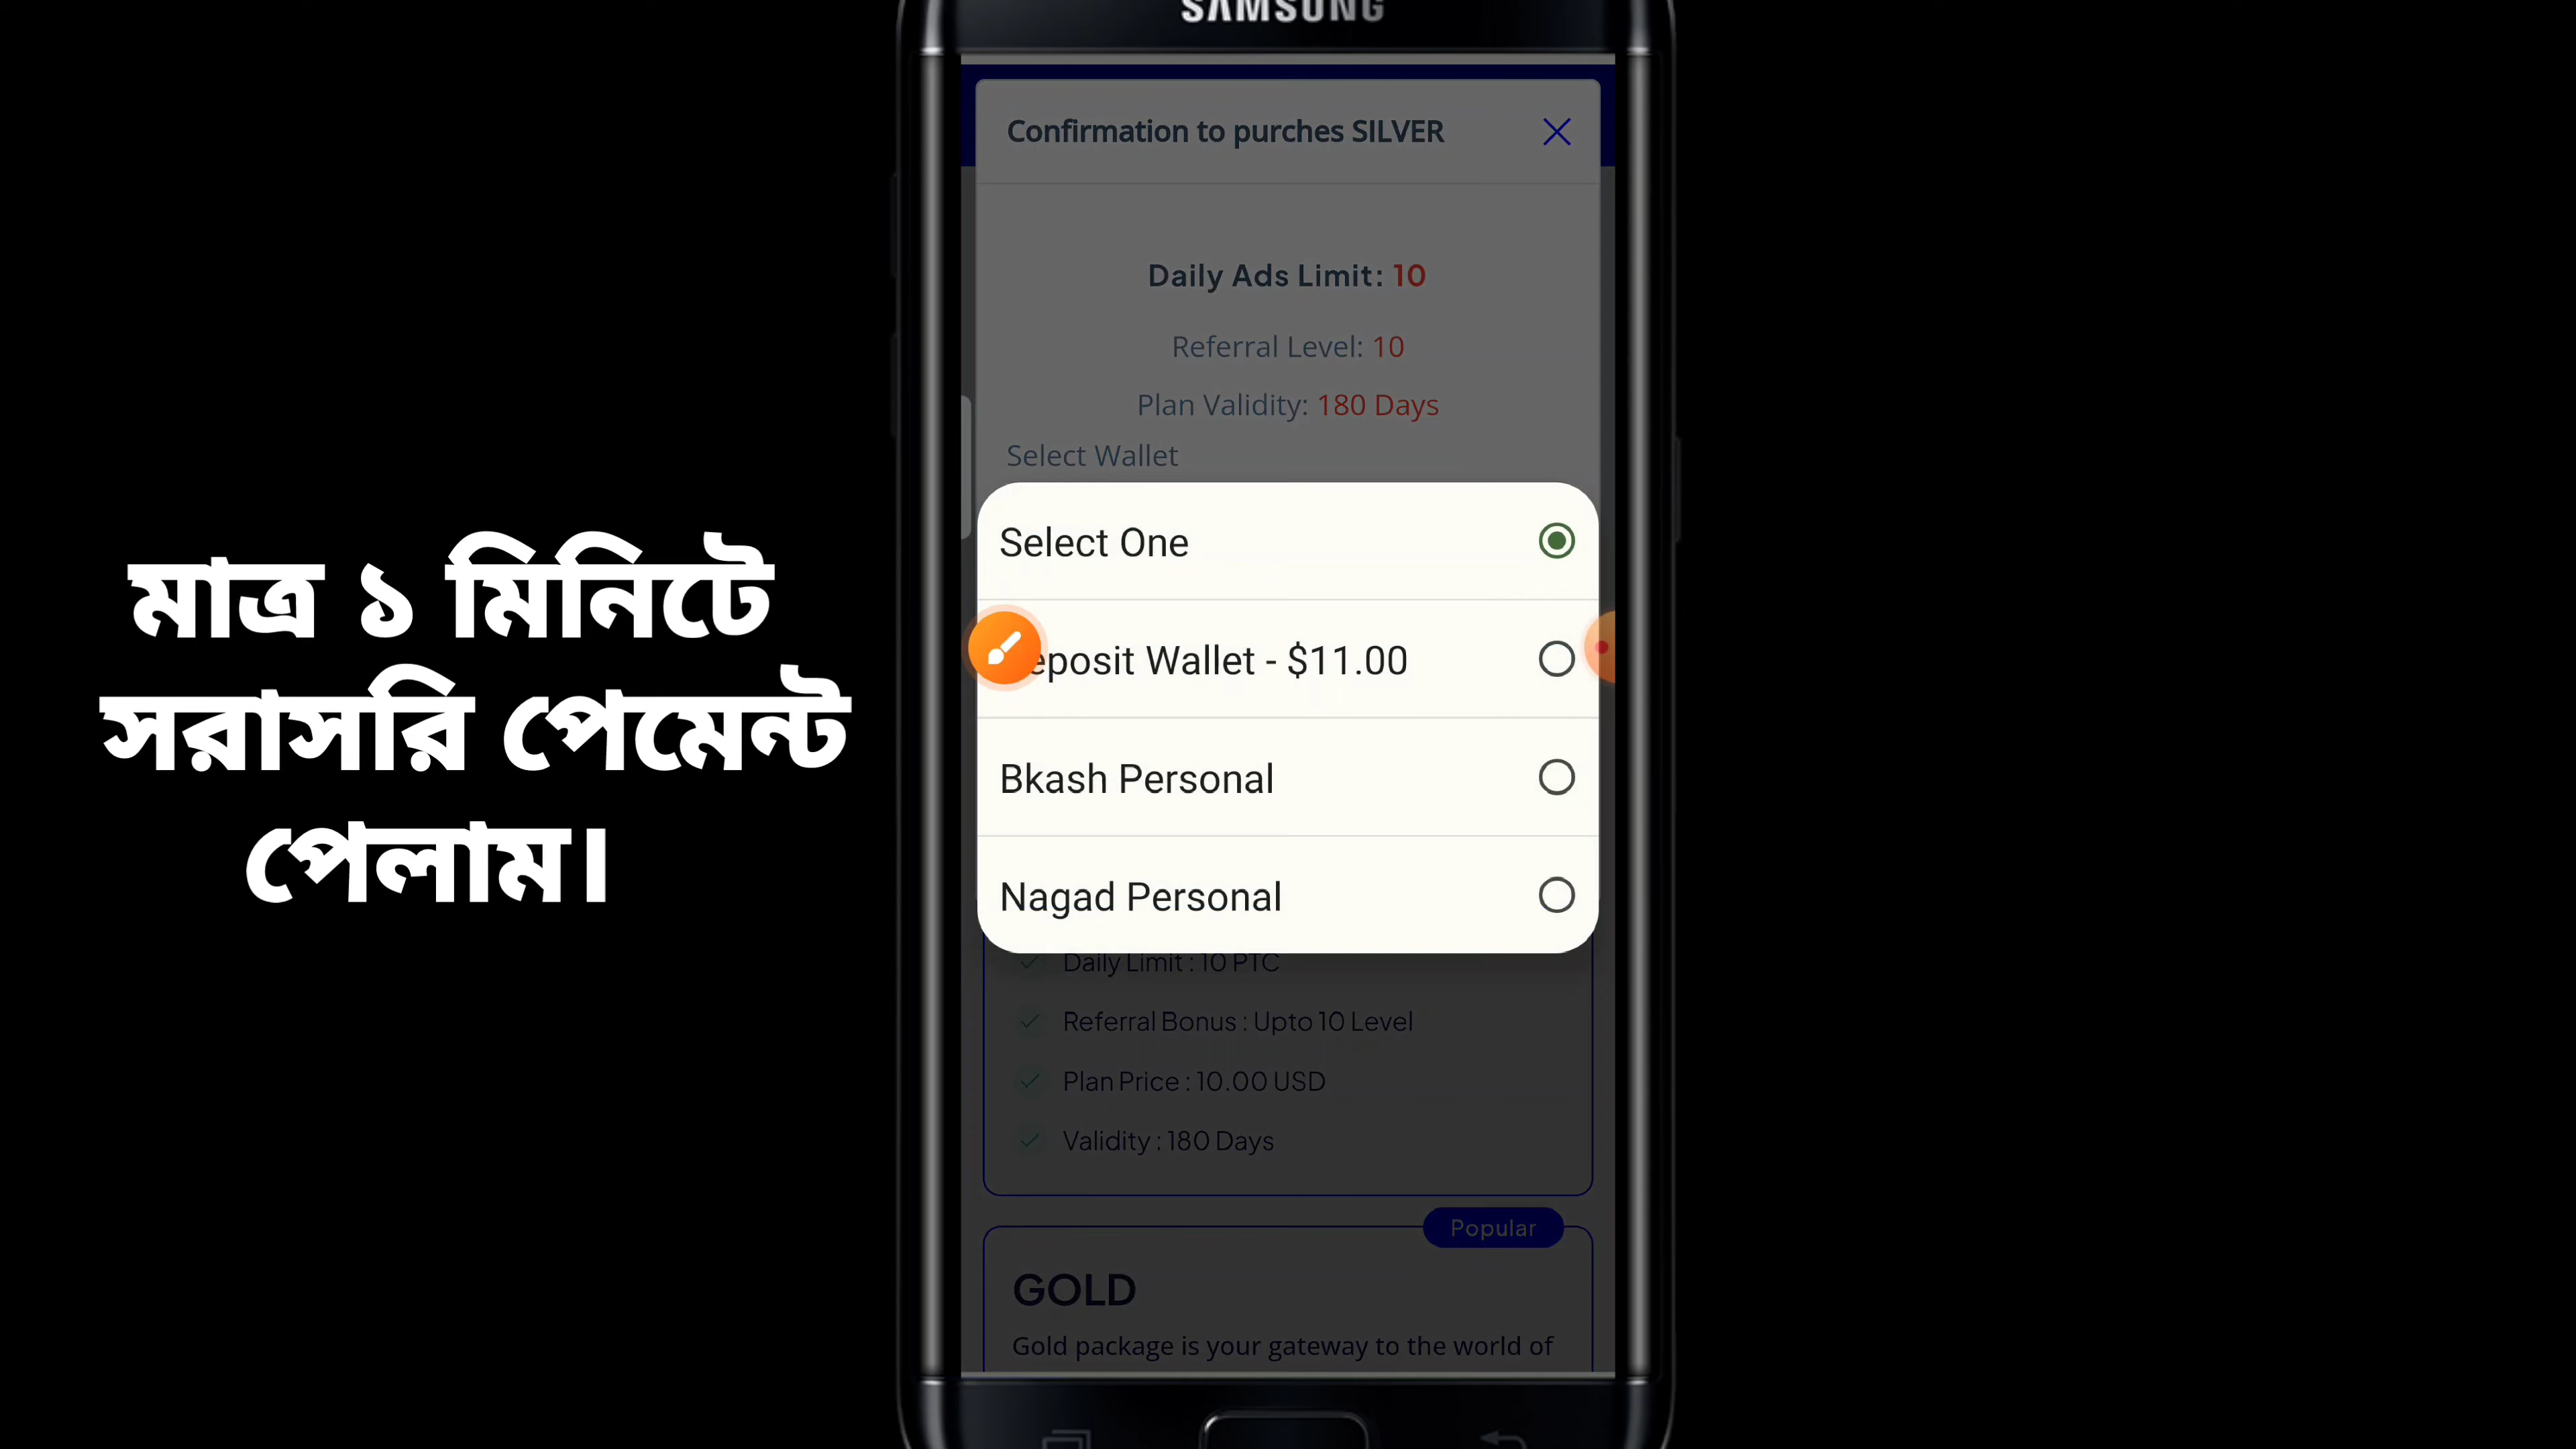 SAMSUNG
Confirmation to purches SILVER
Daily Ads Limit: 10
Referral Level: 10
Plan Validity: 180 Days
Select Wallet
Select One
eposit Wallet - $11.00
Bkash Personal
Nagad Personal
Daily Limit : 10 PTC
Referral Bonus : Upto 10 Level
Plan Price : 10.00 USD
Validity : 180 Days
Popular
GOLD
Gold package is your gateway to the world of
মাত্র ১ মিনিটে
সরাসরি পেমেন্ট
পেলাম।